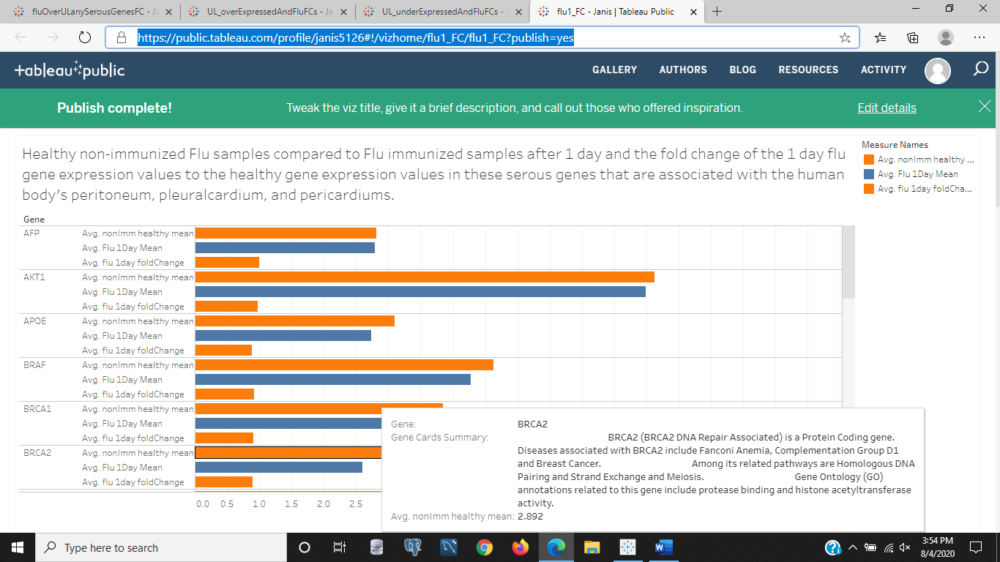 fluOverULanySerousGenesFC - Ja
UL_overExpressedAndFluFCs - Ja
UL_underExpressedAndFluFCs -
flu1_FC - Janis | Tableau Public
https://public.tableau.com/profile/janis5126#!/vizhome/flu1_FC/flu1_FC?publish=yes
+ableau public
GALLERY AUTHORS BLOG RESOURCES ACTIVITY
Publish complete! Tweak the viz title, give it a brief description, and call out those who offered inspiration. Edit details
Healthy non-immunized Flu samples compared to Flu immunized samples after 1 day and the fold change of the 1 day flu
gene expression values to the healthy gene expression values in these serous genes that are associated with the human
body's peritoneum, pleuralcardium, and pericardiums.
Measure Names
Avg. nonImm healthy ...
Avg. Flu 1Day Mean
Avg. flu 1day foldCha...
Gene
AFP Avg. nonImm healthy mean
Avg. Flu 1Day Mean
Avg. flu 1day foldChange
AKT1 Avg. nonImm healthy mean
Avg. Flu 1Day Mean
Avg. flu 1day foldChange
APOE Avg. nonImm healthy mean
Avg. Flu 1Day Mean
Avg. flu 1day foldChange
BRAF Avg. nonImm healthy mean
Avg. Flu 1Day Mean
Avg. flu 1day foldChange
BRCA1 Avg. nonImm healthy mean
Avg. Flu 1Day Mean
Avg. flu 1day foldChange
BRCA2 Avg. nonImm healthy mean
Avg. Flu 1Day Mean
Avg. flu 1day foldChange
0.0 0.5 1.0 1.5 2.0 2.5
Gene: BRCA2
Gene Cards Summary: BRCA2 (BRCA2 DNA Repair Associated) is a Protein Coding gene.
Diseases associated with BRCA2 include Fanconi Anemia, Complementation Group D1
and Breast Cancer. Among its related pathways are Homologous DNA
Pairing and Strand Exchange and Meiosis. Gene Ontology (GO)
annotations related to this gene include protease binding and histone acetyltransferase
activity.
Avg. nonImm healthy mean: 2.892
Type here to search
3:54 PM
8/4/2020